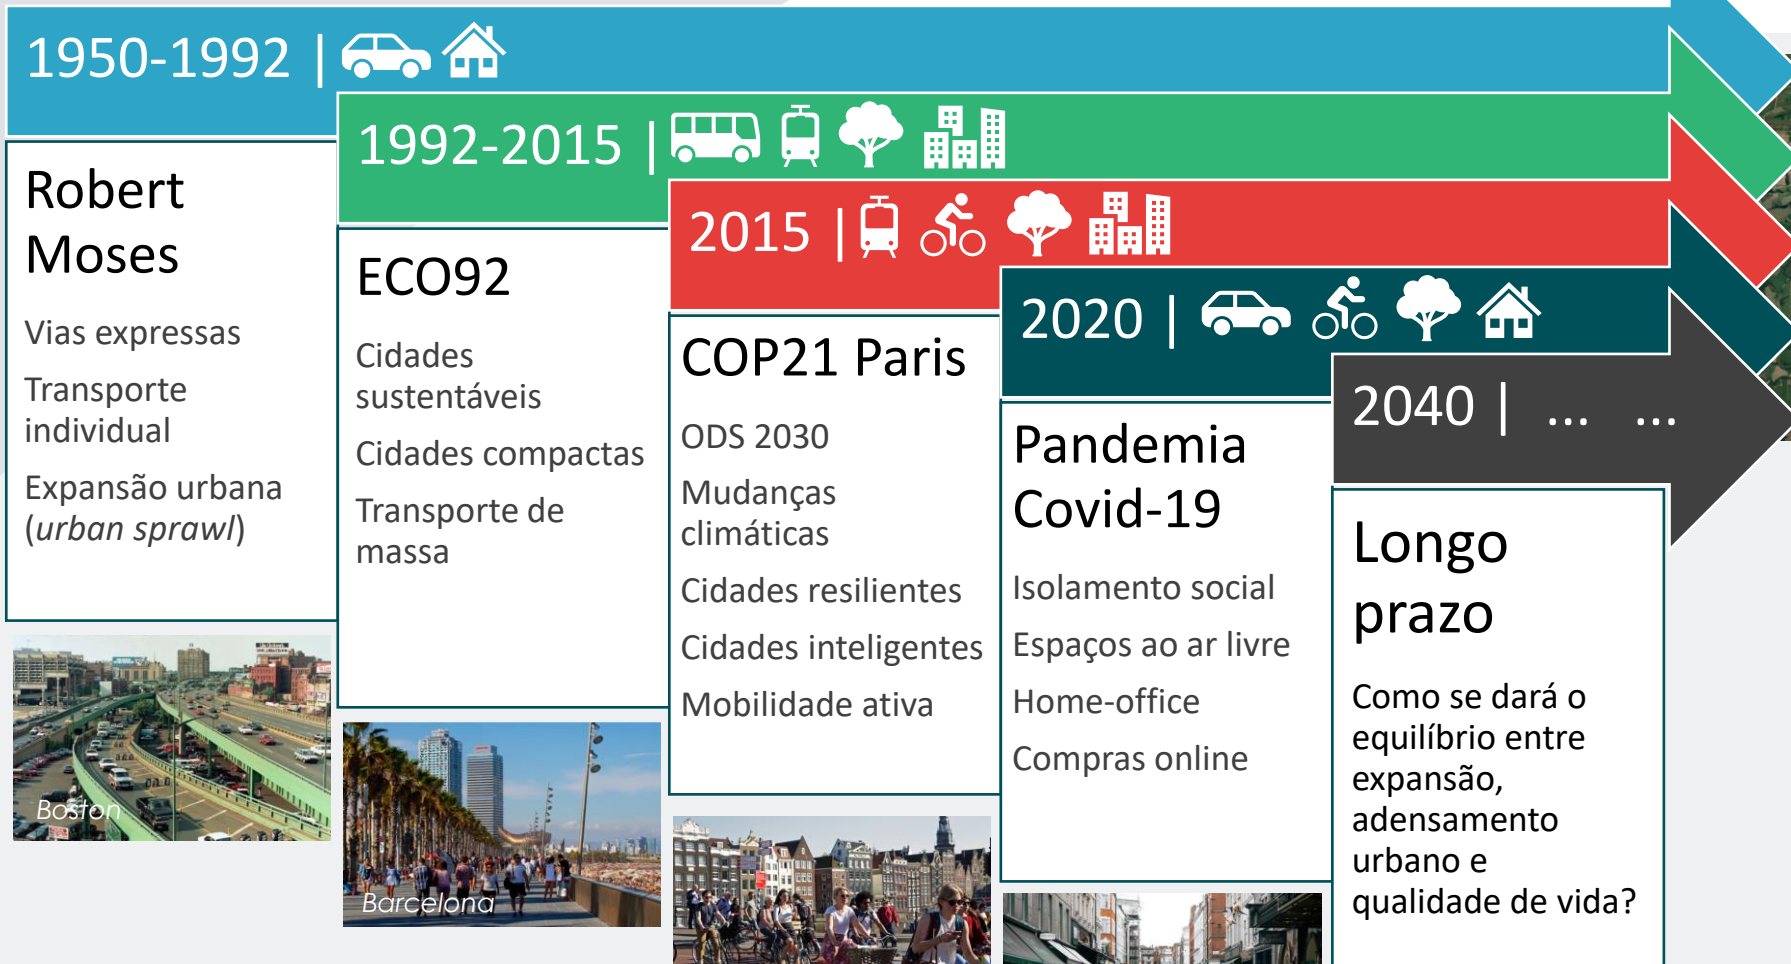 1950-1992 |
Robert
Moses
Vias expressas
Transporte
individual
Expansão urbana
(urban sprawl)
Boston
1992-2015 |
ECO92
Cidades
sustentáveis
Cidades compactas
Transporte de
massa
Barcelona
2015 |
COP21 Paris
ODS 2030
Mudanças
climáticas
Cidades resilientes
Cidades inteligentes
Mobilidade ativa
2020 |
Pandemia
Covid-19
Isolamento social
Espaços ao ar livre
Home-office
Compras online
2040 | ... ...
Longo
prazo
Como se dará o
equilíbrio entre
expansão,
adensamento
urbano e
qualidade de vida?